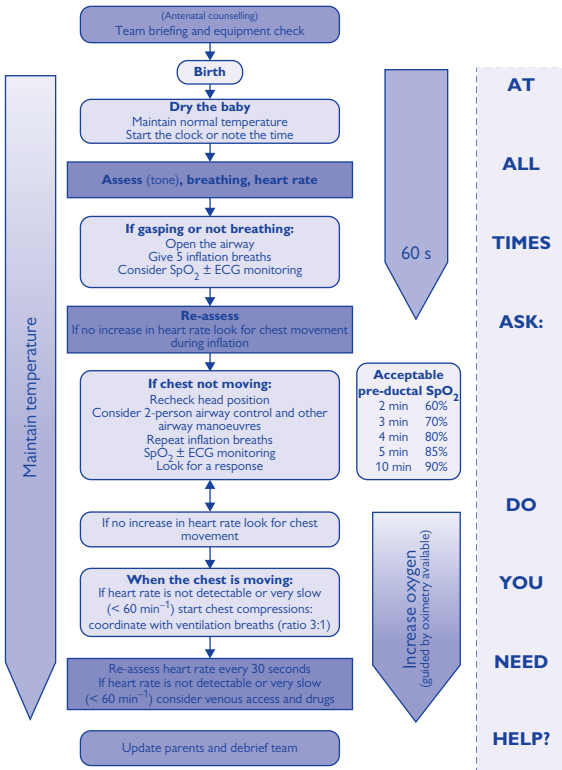 (Antenatal counselling)
Team briefing and equipment check
Birth
Dry the baby
Maintain normal temperature
Start the clock or note the time
Assess (tone), breathing, heart rate
If gasping or not breathing:
Open the airway
Give 5 inflation breaths
Consider SpO2 ± ECG monitoring
Re-assess
If no increase in heart rate look for chest movement
during inflation
If chest not moving:
Recheck head position
Consider 2-person airway control and other
airway manoeuvres
Repeat inflation breaths
SpO2 ± ECG monitoring
Look for a response
If no increase in heart rate look for chest
movement
When the chest is moving:
If heart rate is not detectable or very slow
(< 60 min⁻¹) start chest compressions:
coordinate with ventilation breaths (ratio 3:1)
Re-assess heart rate every 30 seconds
If heart rate is not detectable or very slow
(< 60 min⁻¹) consider venous access and drugs
Update parents and debrief team
Maintain temperature
60 s
Acceptable
pre-ductal SpO2
2 min 60%
3 min 70%
4 min 80%
5 min 85%
10 min 90%
Increase oxygen
(guided by oximetry available)
AT
ALL
TIMES
ASK:
DO
YOU
NEED
HELP?